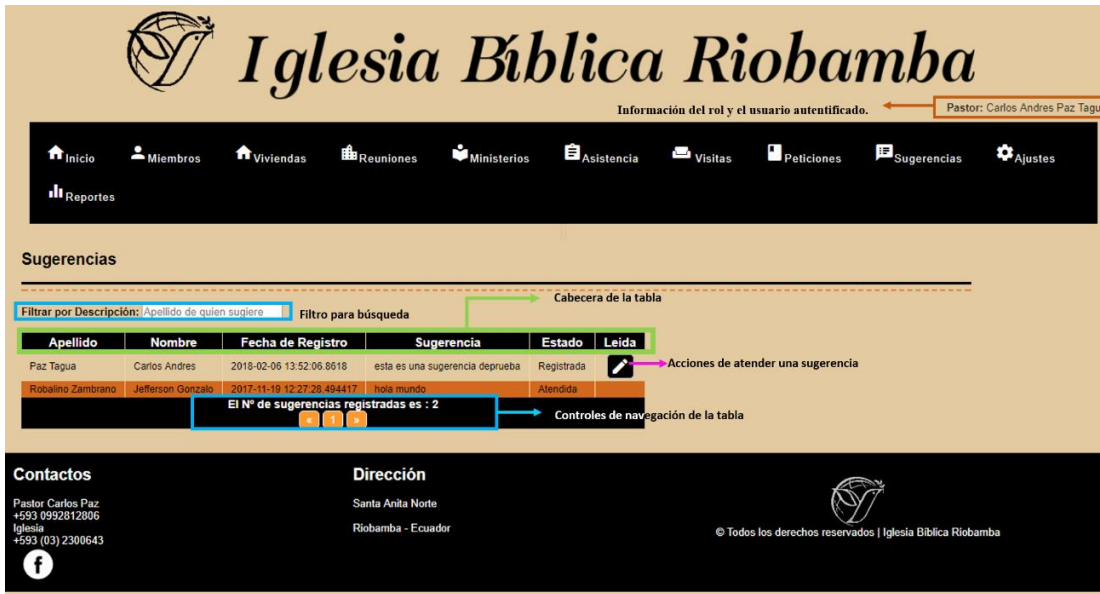 Iglesia Bíblica Riobamba
Información del rol y el usuario autentificado.
Pastor: Carlos Andres Paz Tagu
Inicio Miembros Viviendas Reuniones Ministerios Asistencia Visitas Peticiones Sugerencias Ajustes
Reportes
Sugerencias
Cabecera de la tabla
Filtrar por Descripción: Apellido de quien sugiere
Filtro para búsqueda
Apellido Nombre Fecha de Registro Sugerencia Estado Leida
Paz Tagua Carlos Andres 2018-02-06 13:52:06.8618 esta es una sugerencia deprueba Registrada
Acciones de atender una sugerencia
Robalino Zambrano Jefferson Gonzalo 2017-11-19 12:27:28.494417 hola mundo Atendida
El Nº de sugerencias registradas es : 2
« 1 »
Controles de navegación de la tabla
Contactos
Pastor Carlos Paz
+593 0992812806
Iglesia
+593 (03) 2300643
Dirección
Santa Anita Norte
Riobamba - Ecuador
© Todos los derechos reservados | Iglesia Bíblica Riobamba